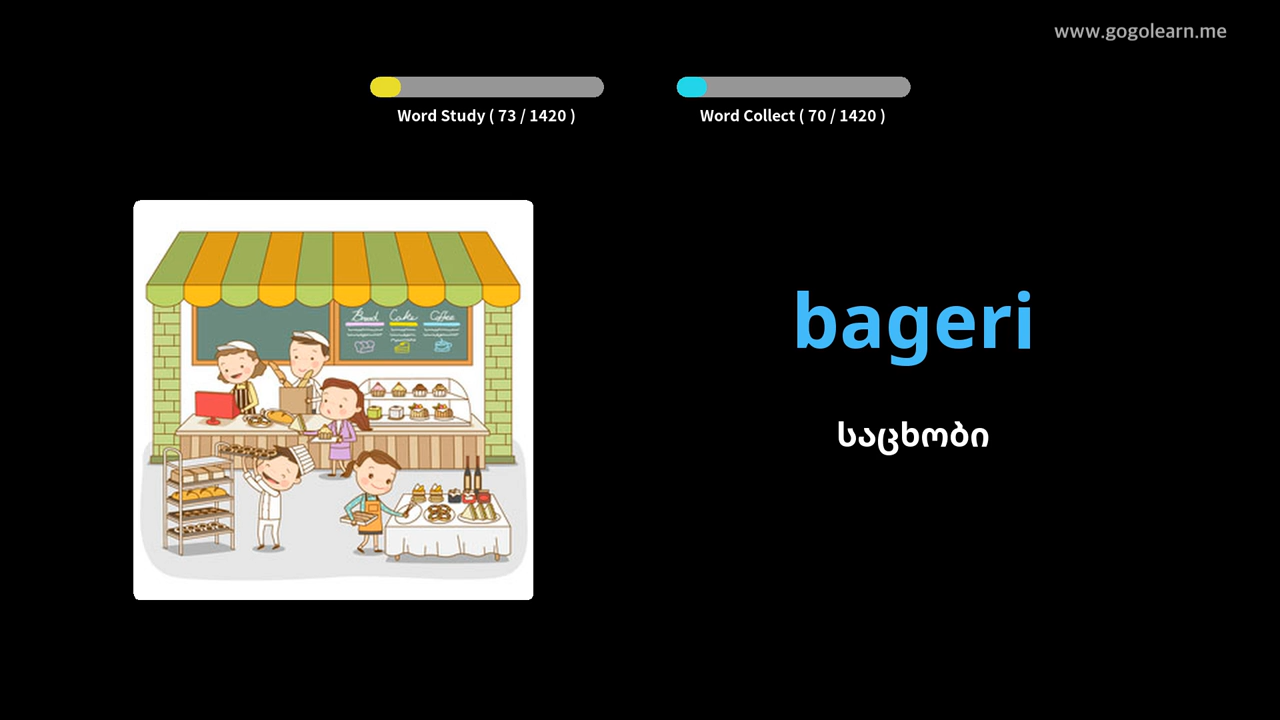 www.gogolearn.me
Word Study ( 73 / 1420 )
Word Collect ( 70 / 1420 )
Bread Cake Coffee
bageri
საცხობი